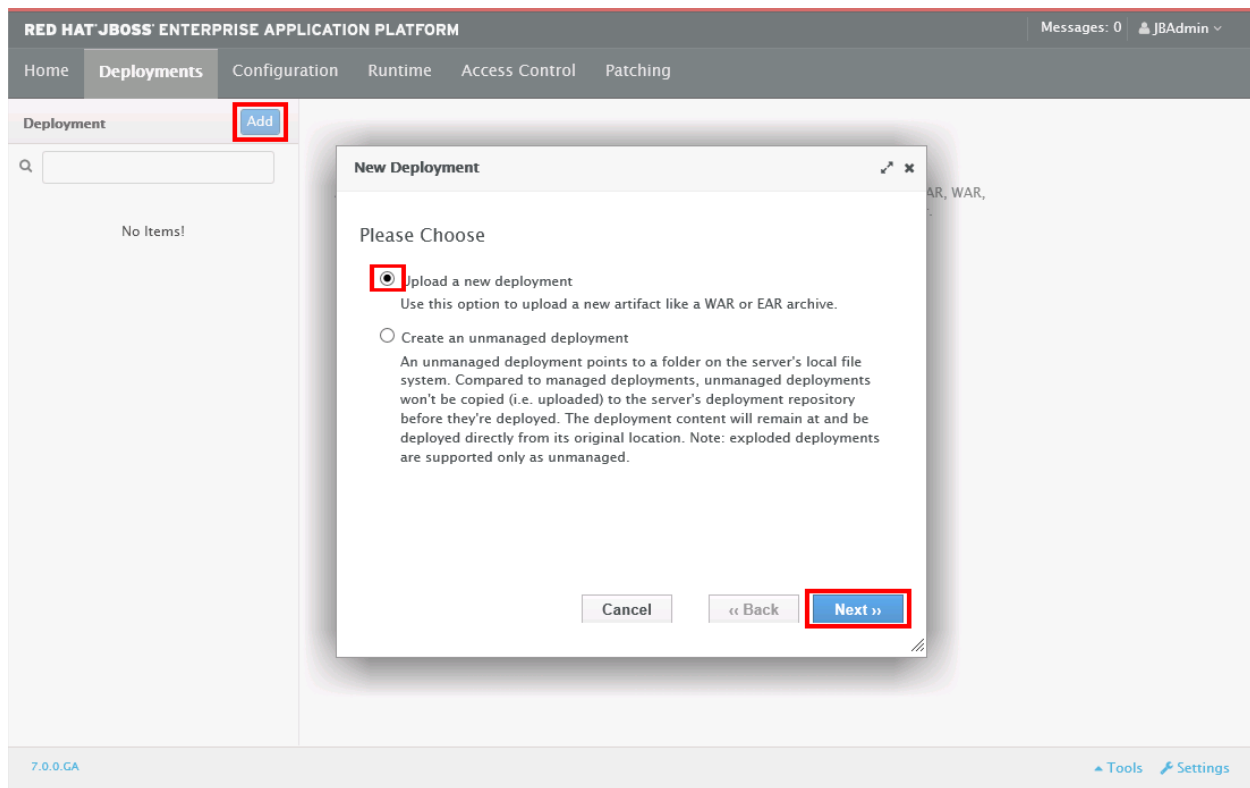 RED HAT® JBOSS® ENTERPRISE APPLICATION PLATFORM
Messages: 0 JBAdmin
Home Deployments Configuration Runtime Access Control Patching
Deployment Add
New Deployment
AR, WAR,
No Items!
Please Choose
Upload a new deployment
Use this option to upload a new artifact like a WAR or EAR archive.
Create an unmanaged deployment
An unmanaged deployment points to a folder on the server's local file
system. Compared to managed deployments, unmanaged deployments
won't be copied (i.e. uploaded) to the server's deployment repository
before they're deployed. The deployment content will remain at and be
deployed directly from its original location. Note: exploded deployments
are supported only as unmanaged.
Cancel ‹‹ Back Next ››
7.0.0.GA Tools Settings